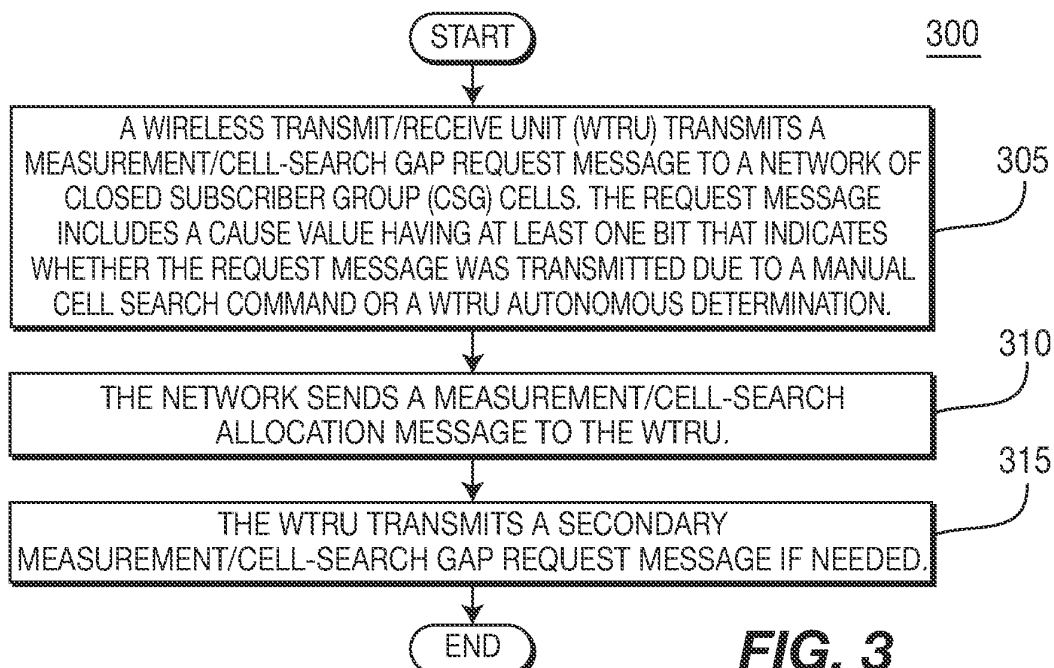 START
300
A WIRELESS TRANSMIT/RECEIVE UNIT (WTRU) TRANSMITS A
MEASUREMENT/CELL-SEARCH GAP REQUEST MESSAGE TO A NETWORK OF
CLOSED SUBSCRIBER GROUP (CSG) CELLS. THE REQUEST MESSAGE
INCLUDES A CAUSE VALUE HAVING AT LEAST ONE BIT THAT INDICATES
WHETHER THE REQUEST MESSAGE WAS TRANSMITTED DUE TO A MANUAL
CELL SEARCH COMMAND OR A WTRU AUTONOMOUS DETERMINATION.
305
THE NETWORK SENDS A MEASUREMENT/CELL-SEARCH
ALLOCATION MESSAGE TO THE WTRU.
310
THE WTRU TRANSMITS A SECONDARY
MEASUREMENT/CELL-SEARCH GAP REQUEST MESSAGE IF NEEDED.
315
END
FIG. 3